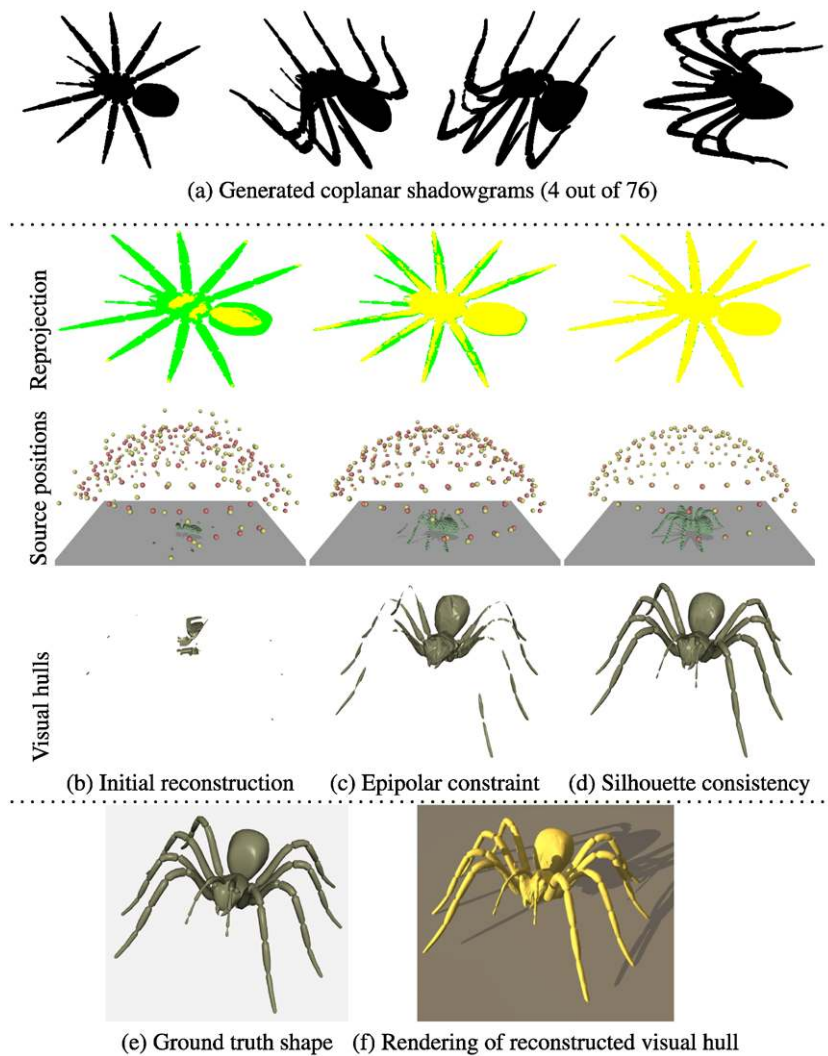 (a) Generated coplanar shadowgrams (4 out of 76)
Reprojection
Source positions
Visual hulls
(b) Initial reconstruction
(c) Epipolar constraint
(d) Silhouette consistency
(e) Ground truth shape
(f) Rendering of reconstructed visual hull